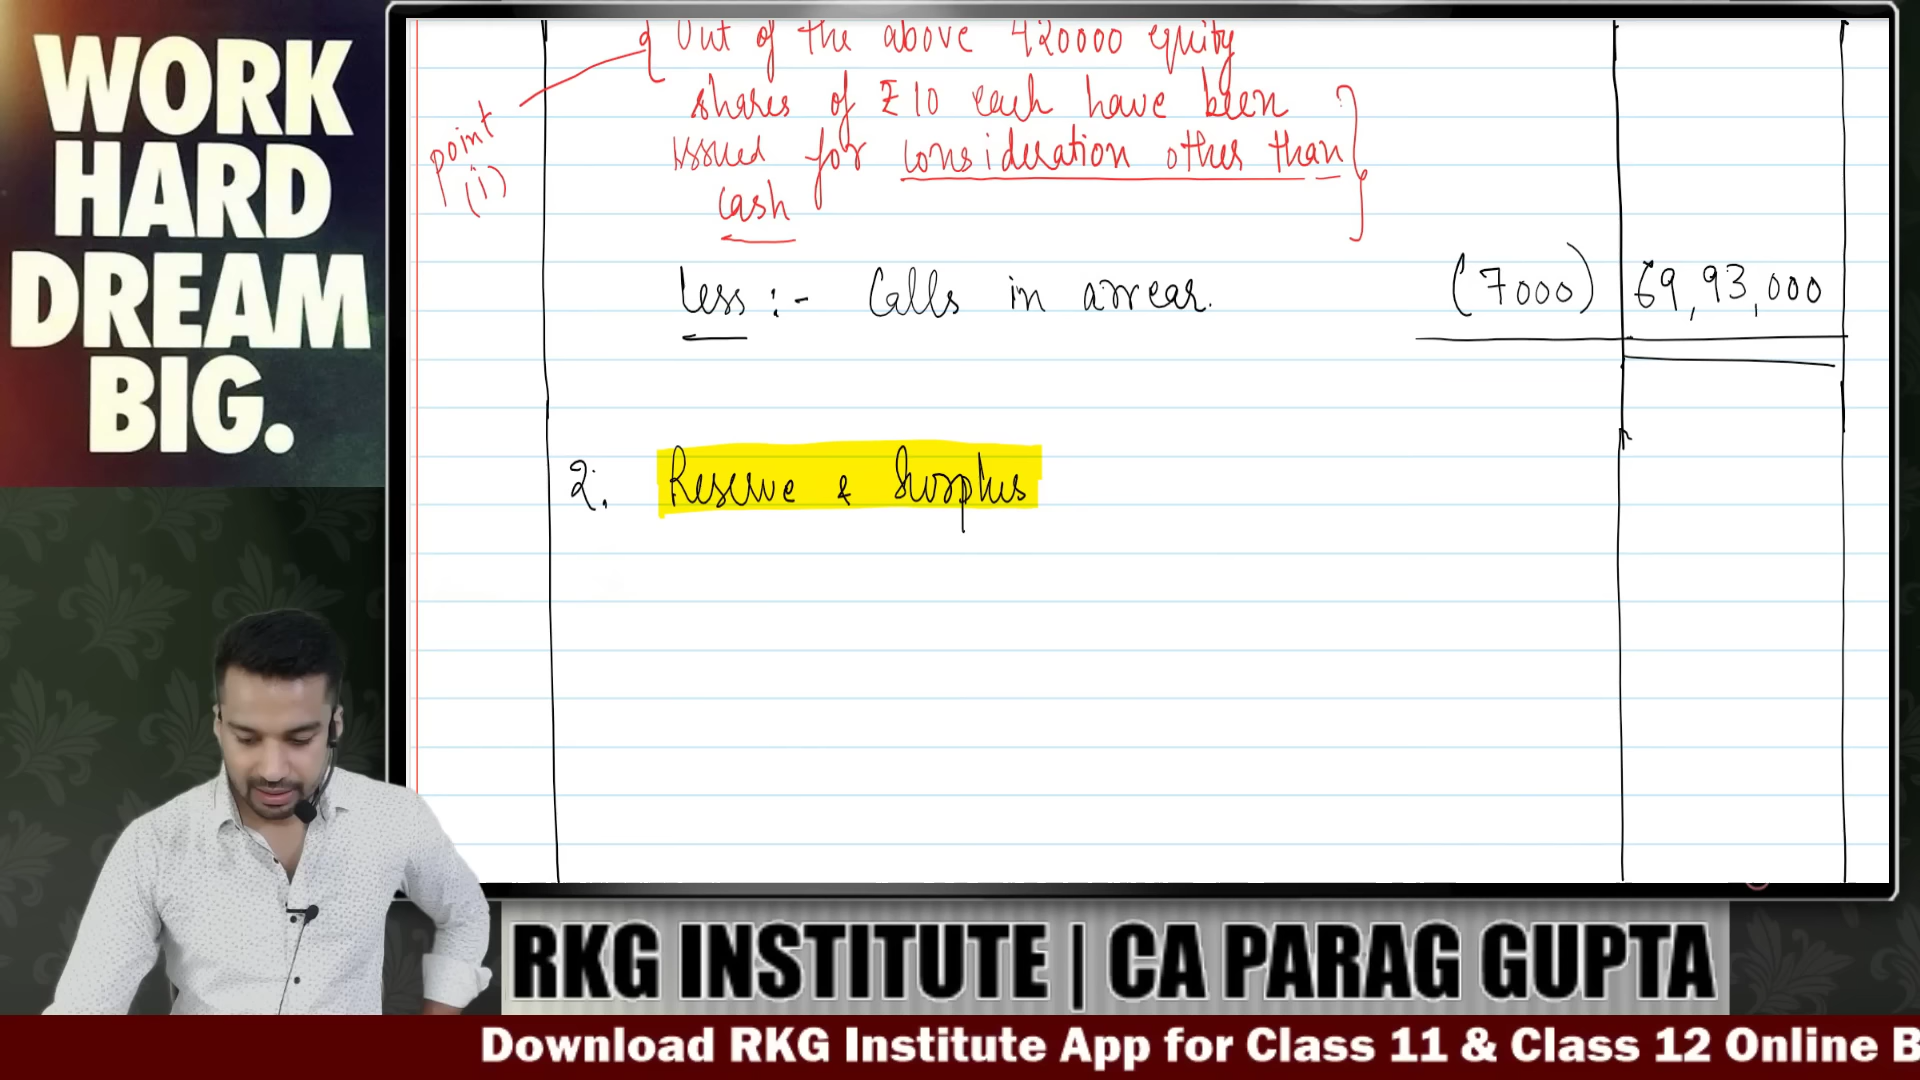 WORK
HARD
DREAM
BIG.
Out of the above 420000 equity
shares of ₹10 each have been
issued for consideration other than
cash
point
(i)
Less :- Calls in arrear. (7000) 69,93,000
2. Reserve & Surplus
RKG INSTITUTE | CA PARAG GUPTA
Download RKG Institute App for Class 11 & Class 12 Online B